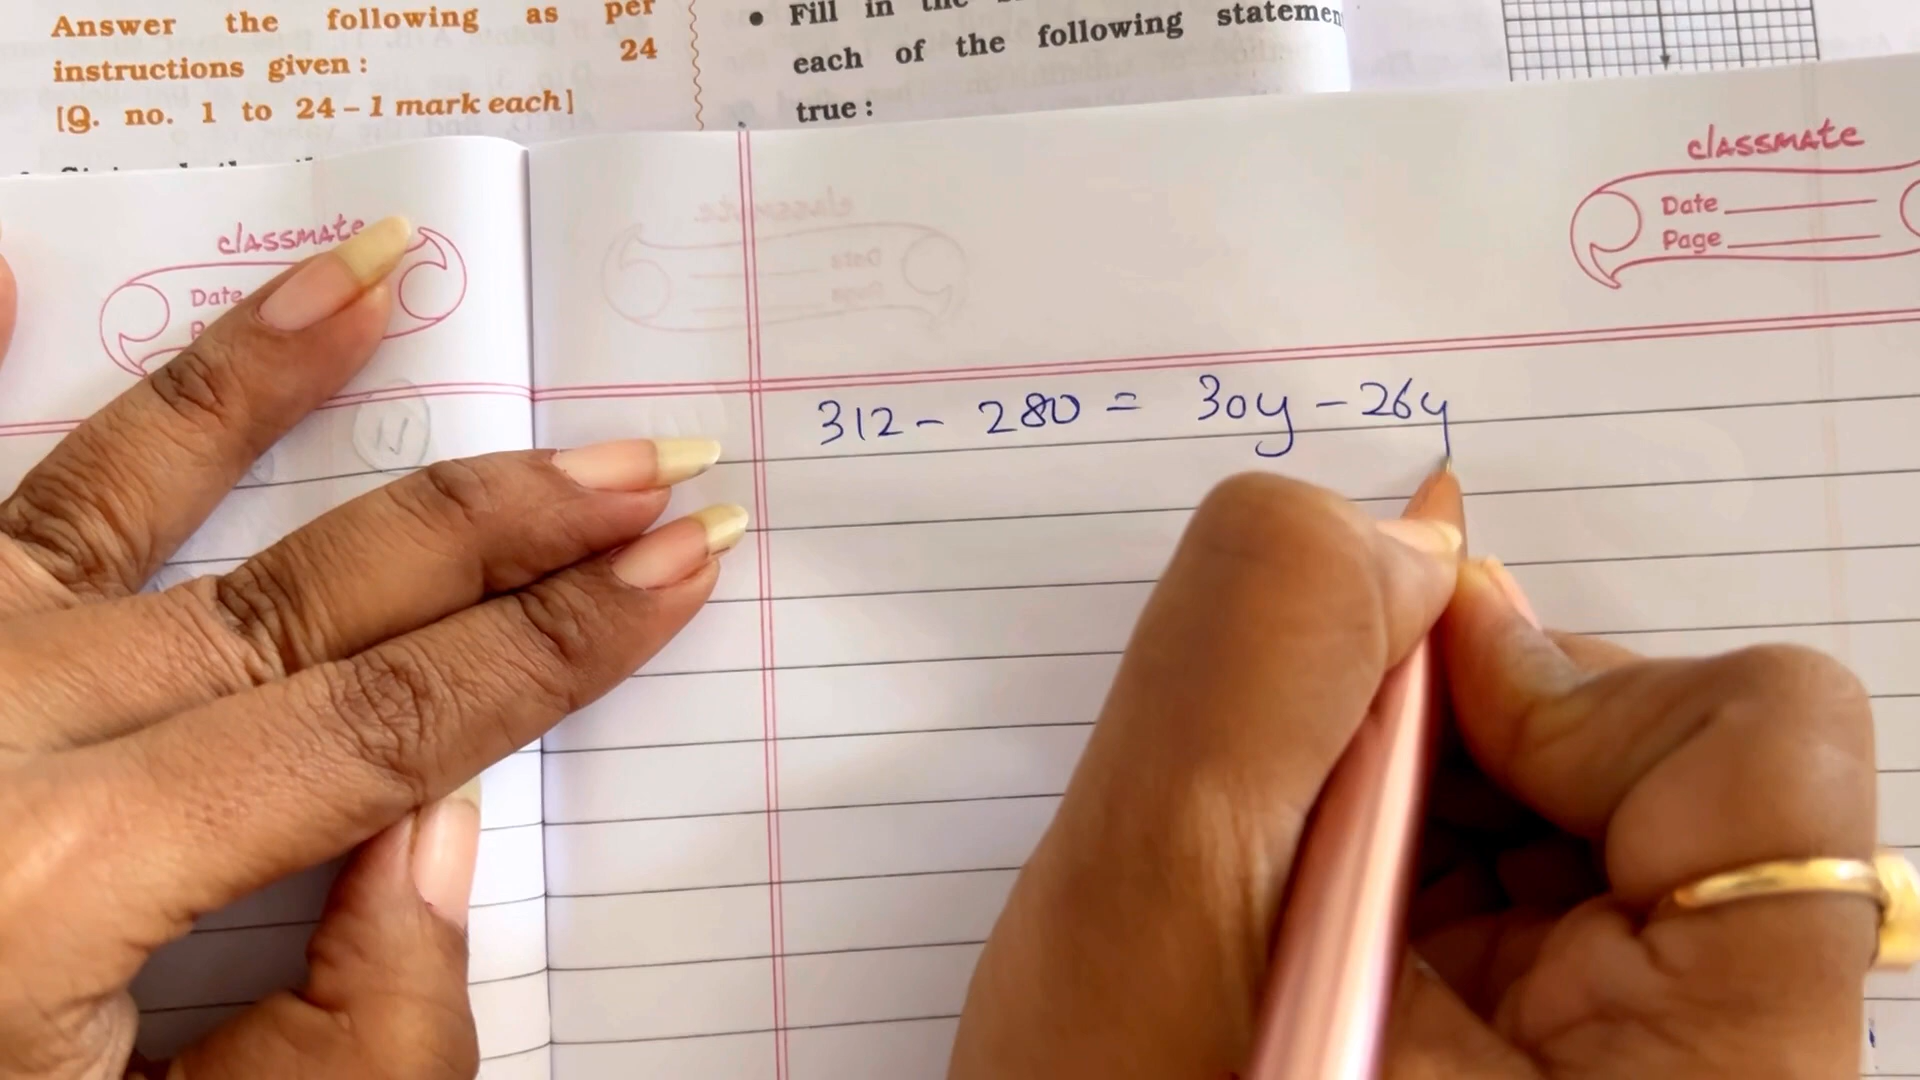 Answer the following as per
instructions given : 24
[Q. no. 1 to 24 – 1 mark each]
• Fill in the
each of the following
true :
classmate
Date
Page
classmate
Date
312 - 280 = 30y - 26y